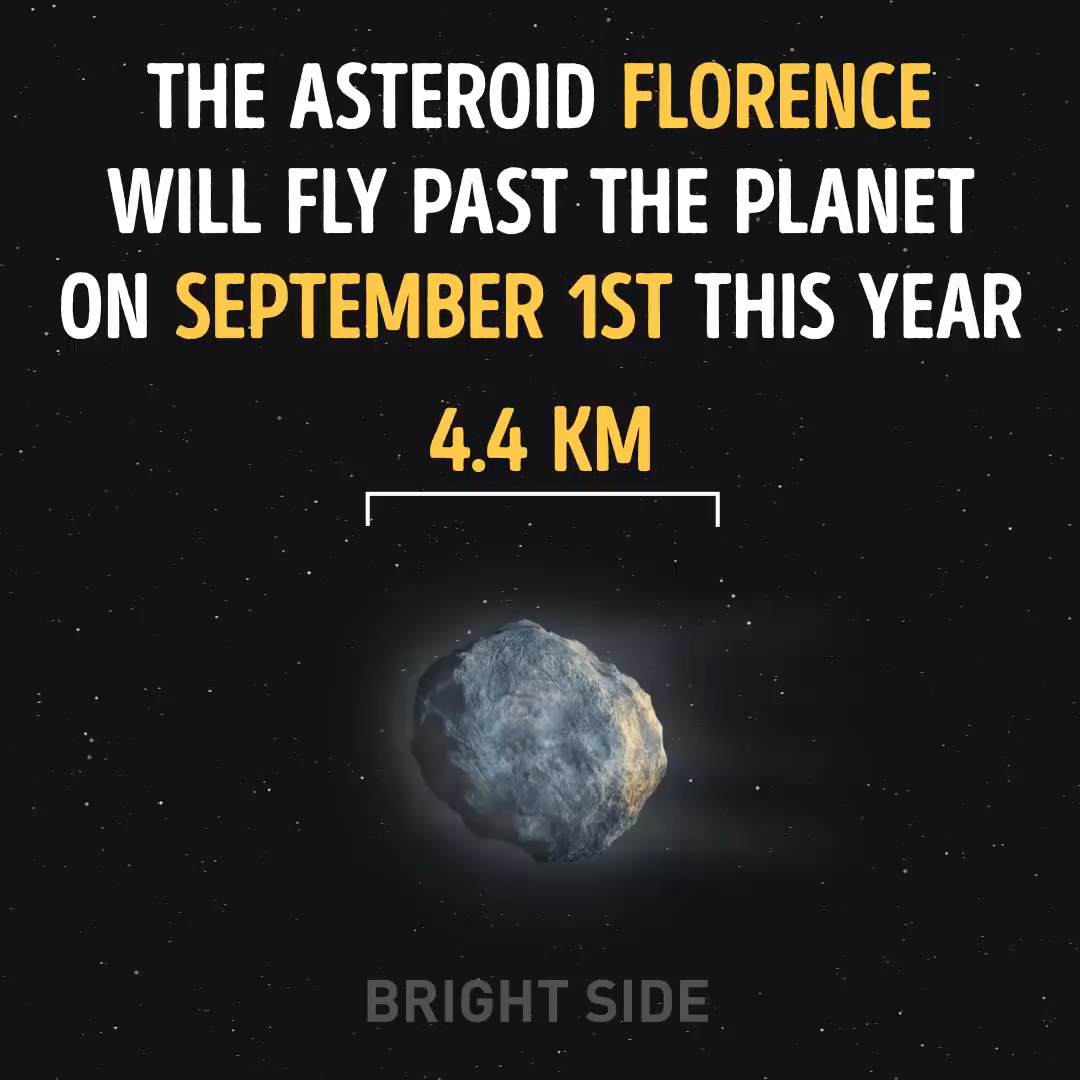 THE ASTEROID FLORENCE
WILL FLY PAST THE PLANET
ON SEPTEMBER 1ST THIS YEAR
4.4 KM
BRIGHT SIDE